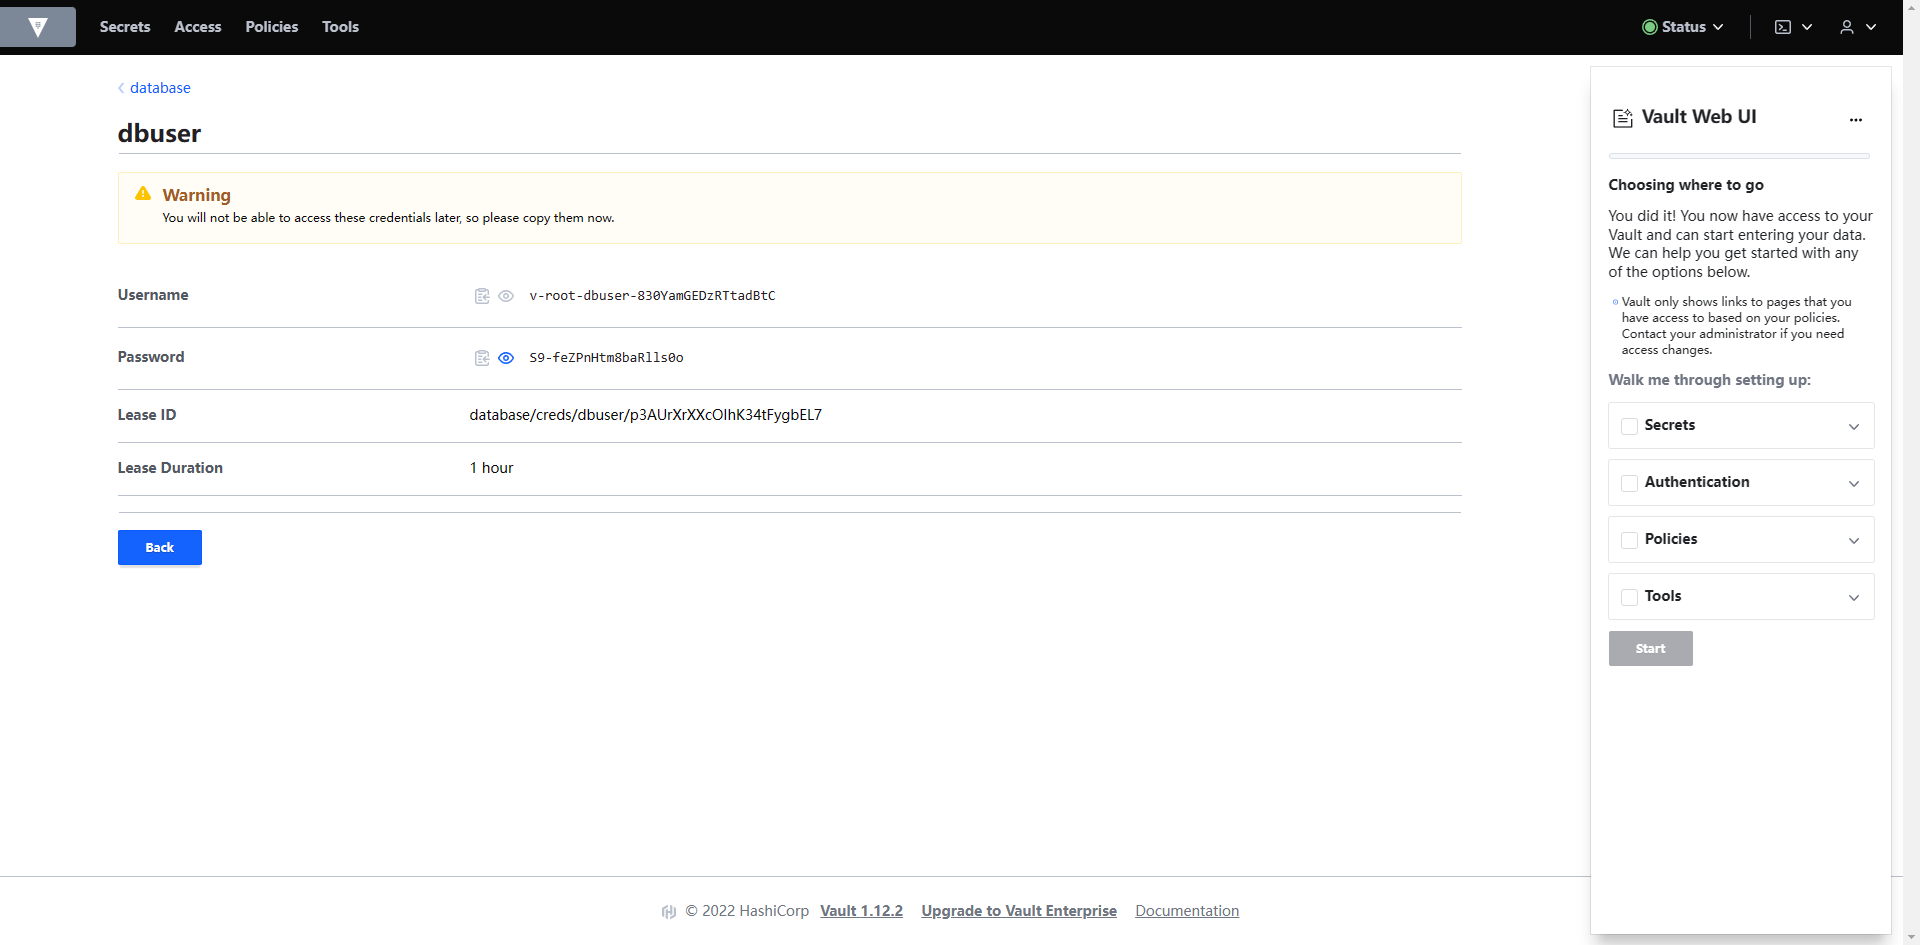 Secrets
Access
Policies
Tools
Status
database
dbuser
Warning
You will not be able to access these credentials later, so please copy them now.
Username
v-root-dbuser-830YamGEDzRTtadBtC
Password
S9-feZPnHtm8baRlls0o
Lease ID
database/creds/dbuser/p3AUrXrXXcOIhK34tFygbEL7
Lease Duration
1 hour
Back
Vault Web UI
Choosing where to go
You did it! You now have access to your
Vault and can start entering your data.
We can help you get started with any
of the options below.
Vault only shows links to pages that you
have access to based on your policies.
Contact your administrator if you need
access changes.
Walk me through setting up:
Secrets
Authentication
Policies
Tools
Start
© 2022 HashiCorp Vault 1.12.2 Upgrade to Vault Enterprise Documentation